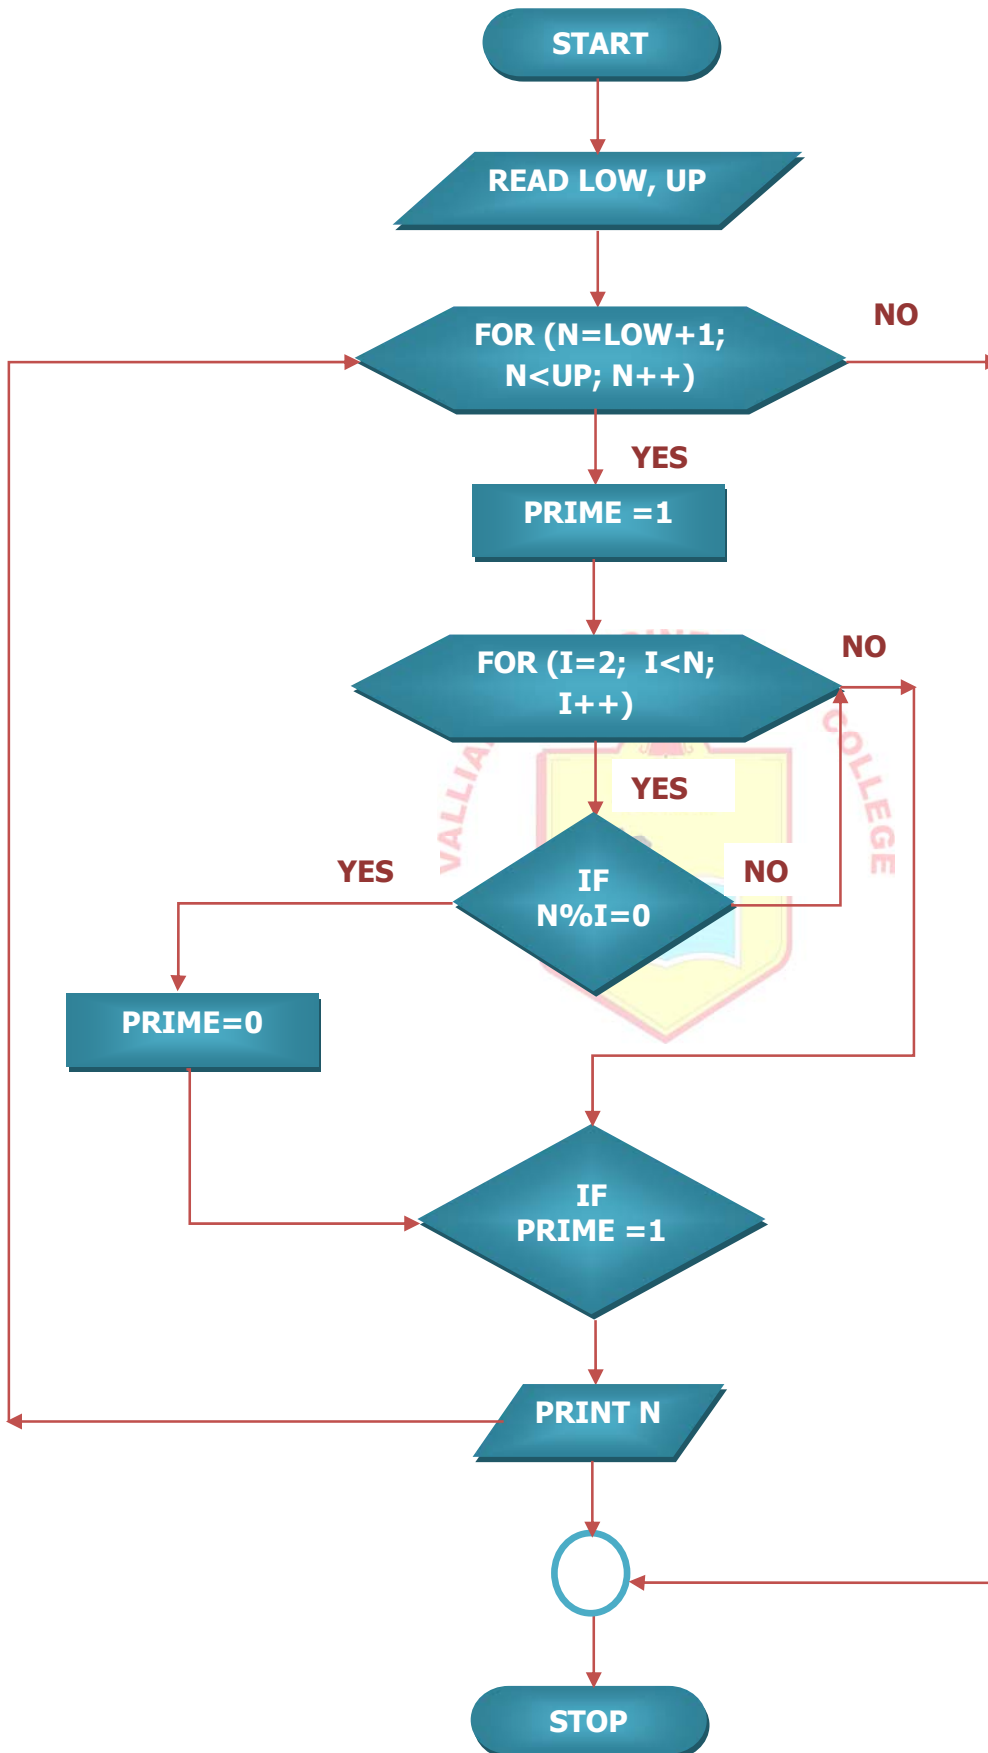 START
READ LOW, UP
FOR (N=LOW+1;
N<UP; N++)
NO
YES
PRIME =1
FOR (I=2; I<N;
I++)
NO
YES
COLLEGE
YES
IF
N%I=0
NO
PRIME=0
IF
PRIME =1
PRINT N
STOP